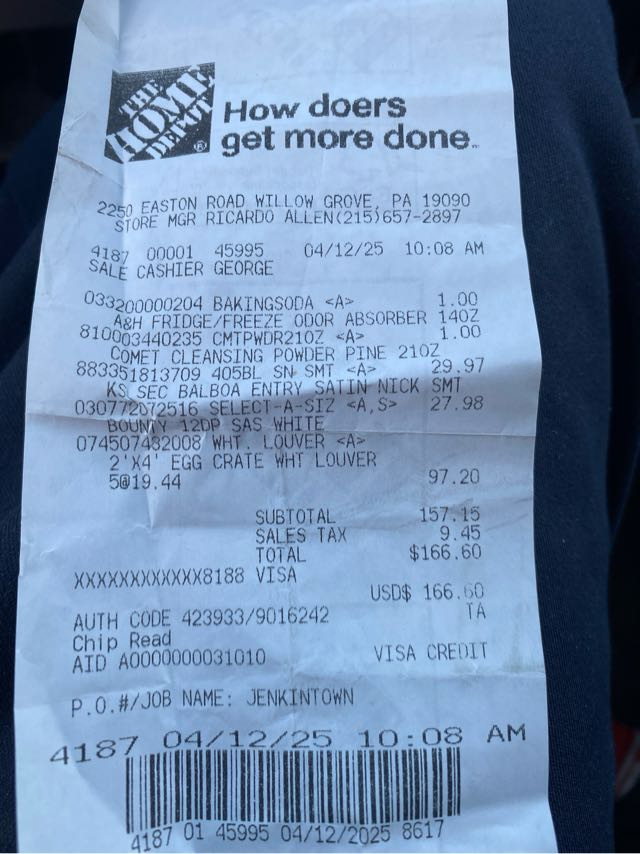 THE
HOME
DEPOT®
How doers
get more done™
2250 EASTON ROAD WILLOW GROVE, PA 19090
STORE MGR RICARDO ALLEN(215)657-2897
4187 00001 45995 04/12/25 10:08 AM
SALE CASHIER GEORGE
033200000204 BAKINGSODA <A> 1.00
A&H FRIDGE/FREEZE ODOR ABSORBER 14OZ
810003440235 CMTPWDR21OZ <A> 1.00
COMET CLEANSING POWDER PINE 21OZ
883351813709 405BL SN SMT <A> 29.97
KS SEC BALBOA ENTRY SATIN NICK SMT
030772072516 SELECT-A-SIZ <A,S> 27.98
BOUNTY 12DP SAS WHITE
074507432008 WHT. LOUVER <A>
2'X4' EGG CRATE WHT LOUVER
5@19.44 97.20
SUBTOTAL 157.15
SALES TAX 9.45
TOTAL $166.60
XXXXXXXXXXXX8188 VISA
USD$ 166.60
AUTH CODE 423933/9016242 TA
Chip Read
AID A0000000031010 VISA CREDIT
P.O.#/JOB NAME: JENKINTOWN
4187 04/12/25 10:08 AM
4187 01 45995 04/12/2025 8617